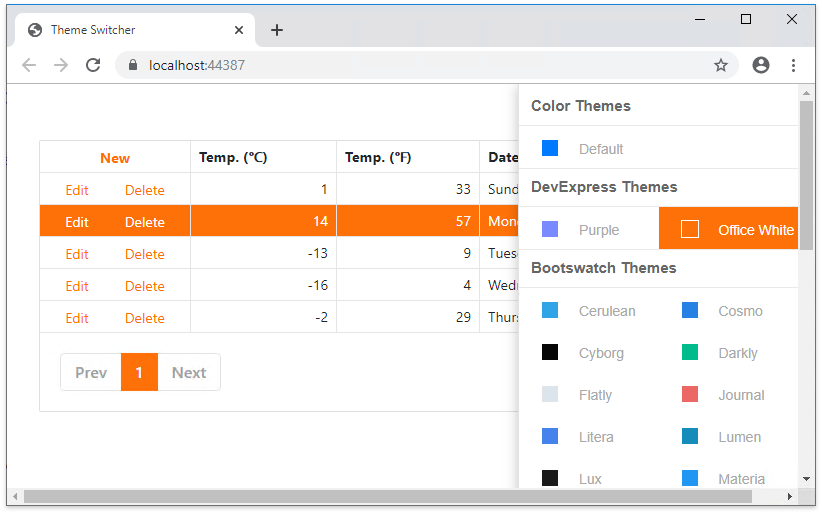 Theme Switcher
localhost:44387
New Temp. (°C) Temp. (°F) Date
Edit Delete 1 33 Sund
Edit Delete 14 57 Mond
Edit Delete -13 9 Tues
Edit Delete -16 4 Wedn
Edit Delete -2 29 Thurs
Prev 1 Next
Color Themes
Default
DevExpress Themes
Purple Office White
Bootswatch Themes
Cerulean Cosmo
Cyborg Darkly
Flatly Journal
Litera Lumen
Lux Materia